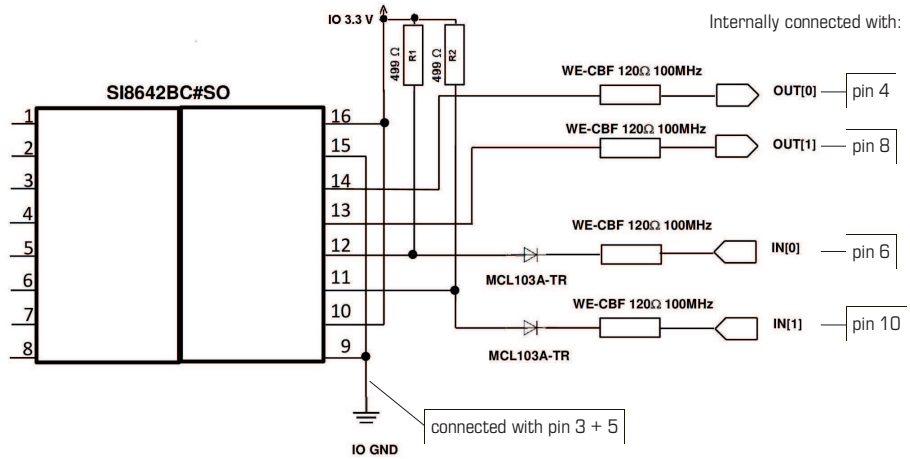 IO 3.3 V
Internally connected with:
499 Ω
R1
499 Ω
R2
WE-CBF 120Ω 100MHz
OUT[0]
pin 4
SI8642BC#SO
WE-CBF 120Ω 100MHz
OUT[1]
pin 8
1
16
2
15
3
14
4
13
5
12
6
11
7
10
8
9
WE-CBF 120Ω 100MHz
IN[0]
pin 6
MCL103A-TR
WE-CBF 120Ω 100MHz
IN[1]
pin 10
MCL103A-TR
connected with pin 3 + 5
IO GND